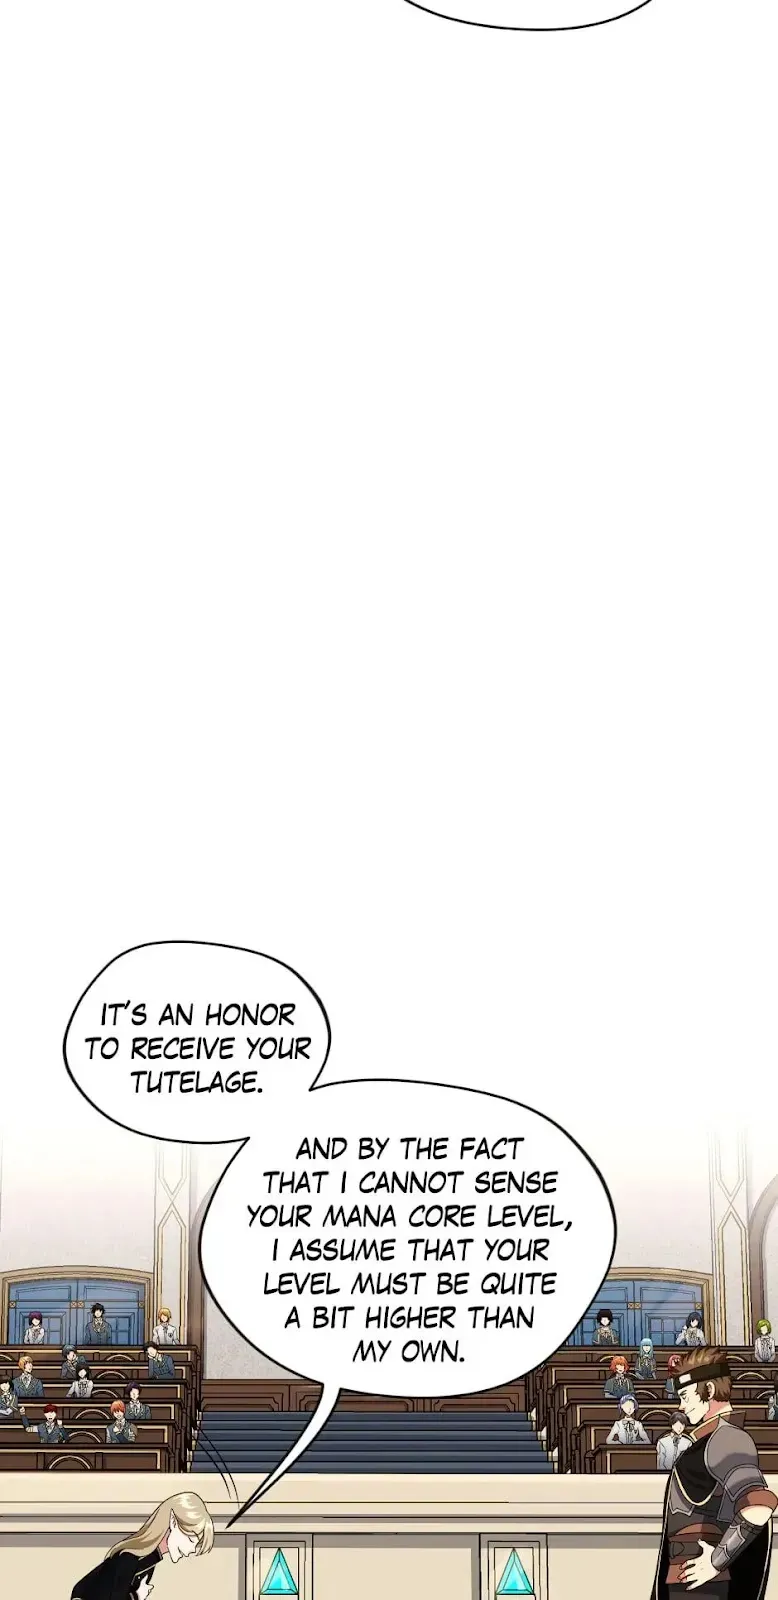 IT'S AN HONOR
TO RECEIVE YOUR
TUTELAGE.
AND BY THE FACT
THAT I CANNOT SENSE
YOUR MANA CORE LEVEL,
I ASSUME THAT YOUR
LEVEL MUST BE QUITE
A BIT HIGHER THAN
MY OWN.